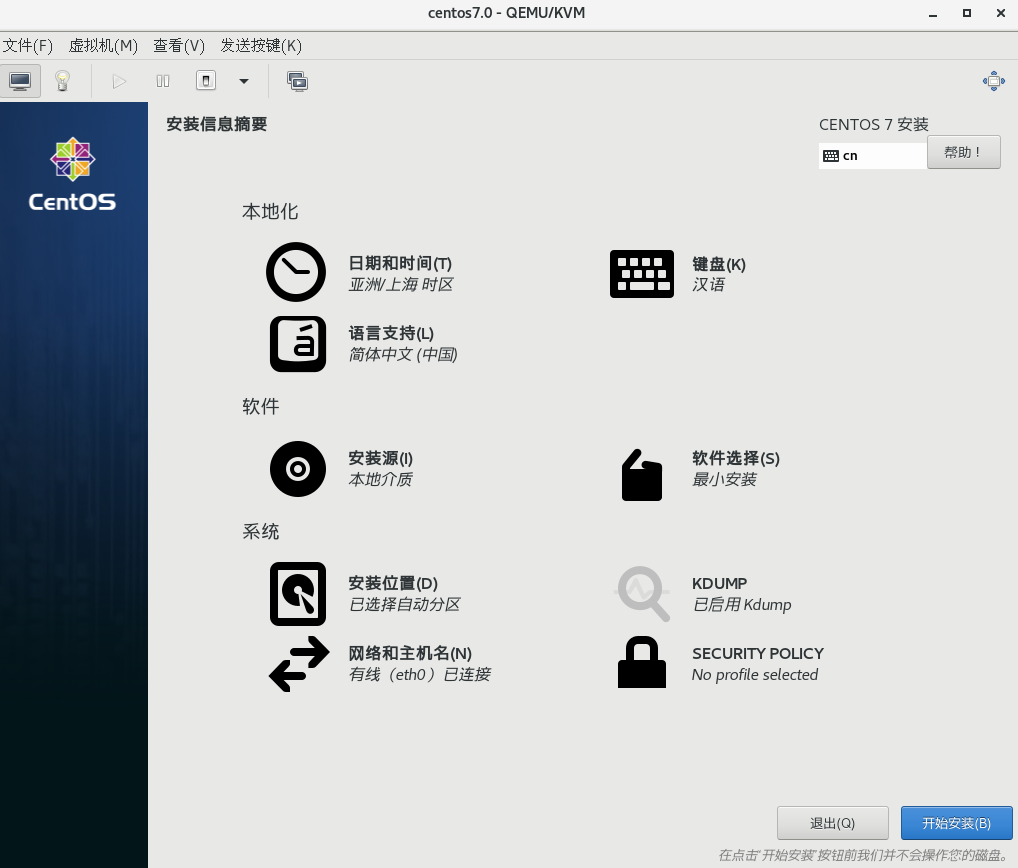 centos7.0 - QEMU/KVM
文件(F) 虚拟机(M) 查看(V) 发送按键(K)
CentOS
安装信息摘要
CENTOS 7 安装
cn
帮助！
本地化
日期和时间(T)
亚洲/上海 时区
键盘(K)
汉语
语言支持(L)
简体中文 (中国)
软件
安装源(I)
本地介质
软件选择(S)
最小安装
系统
安装位置(D)
已选择自动分区
KDUMP
已启用 Kdump
网络和主机名(N)
有线（eth0）已连接
SECURITY POLICY
No profile selected
退出(Q)
开始安装(B)
在点击'开始安装'按钮前我们并不会操作您的磁盘。